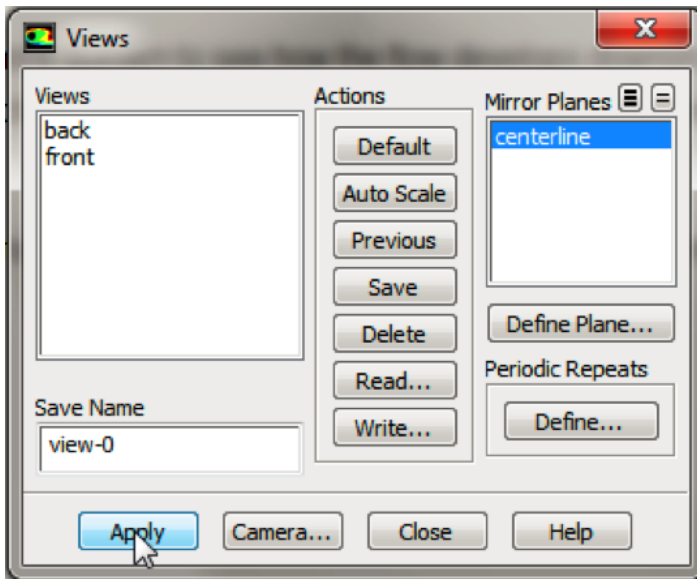 Views
Views
back
front
Save Name
view-0
Actions
Default
Auto Scale
Previous
Save
Delete
Read...
Write...
Mirror Planes
centerline
Define Plane...
Periodic Repeats
Define...
Apply
Camera...
Close
Help